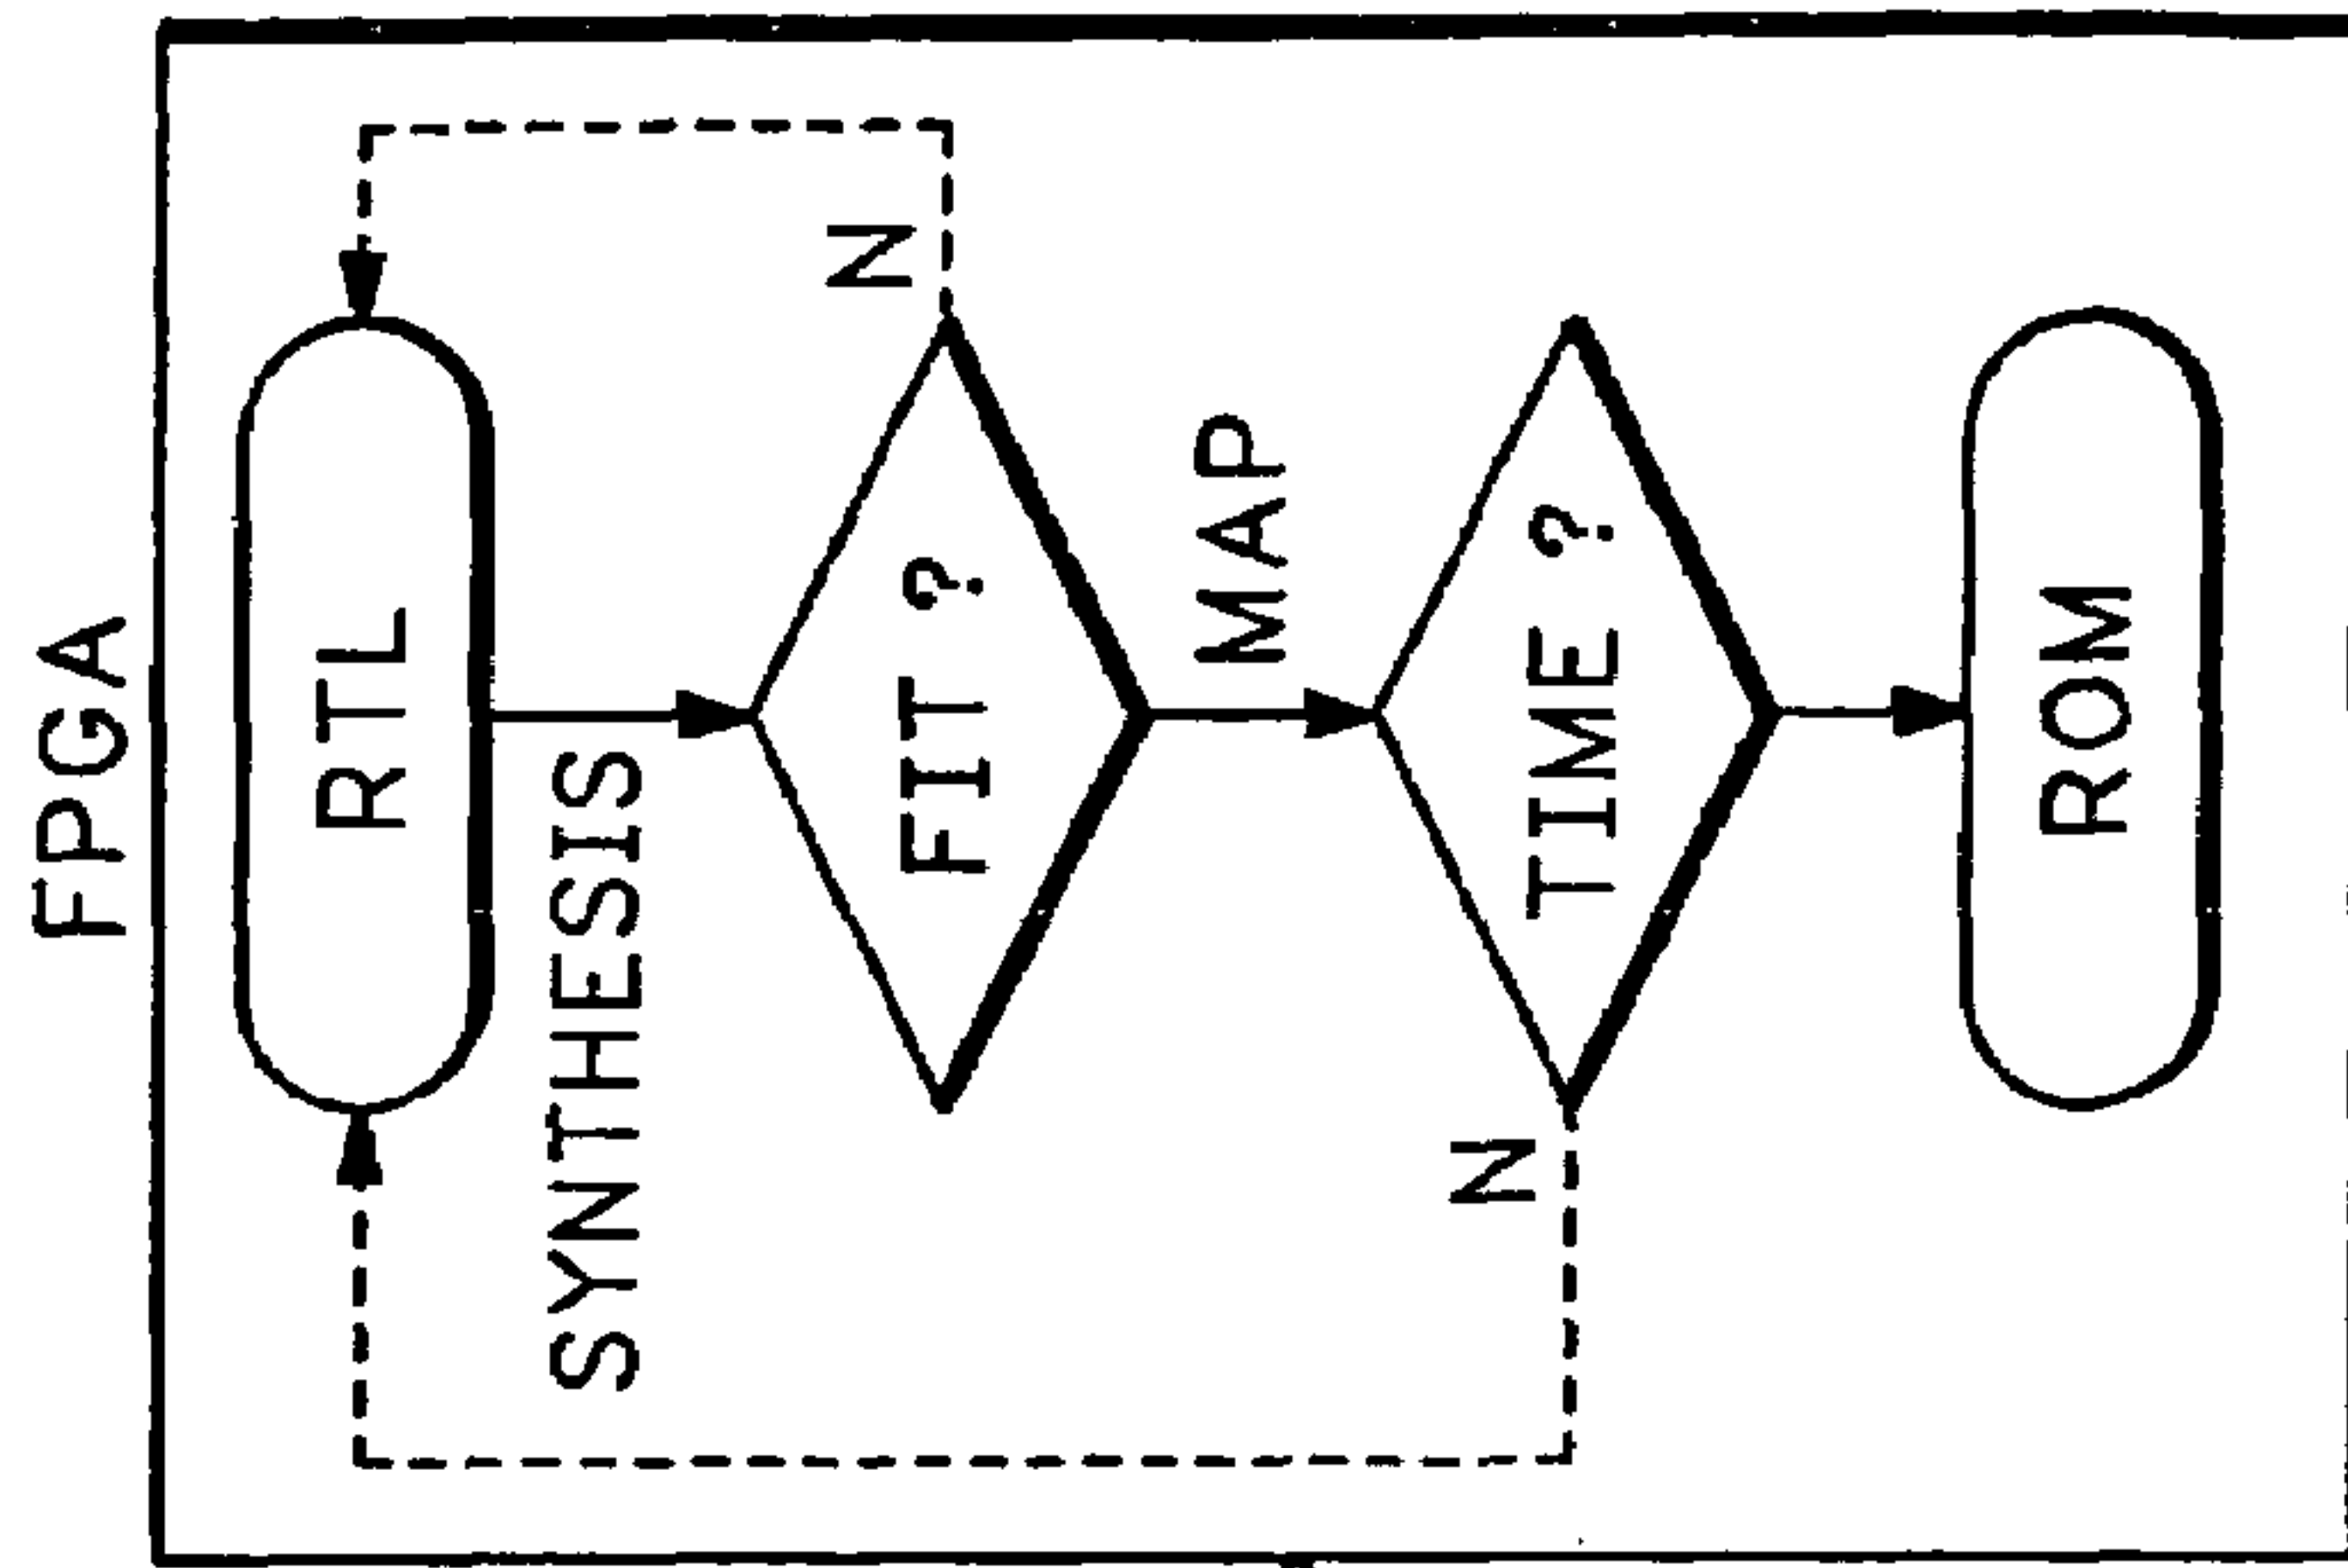 FPGA
RTL
SYNTHESIS
N
FIT ?
MAP
TIME ?
N
ROM